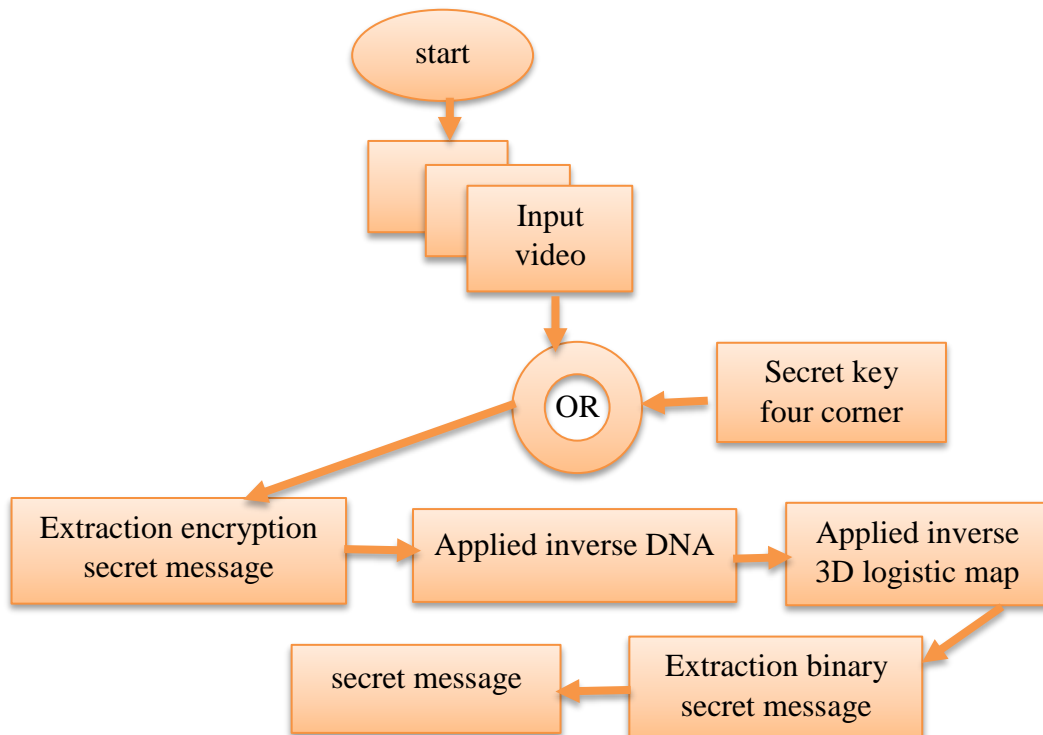 start
Input
video
OR
Secret key
four corner
Extraction encryption
secret message
Applied inverse DNA
Applied inverse
3D logistic map
Extraction binary
secret message
secret message